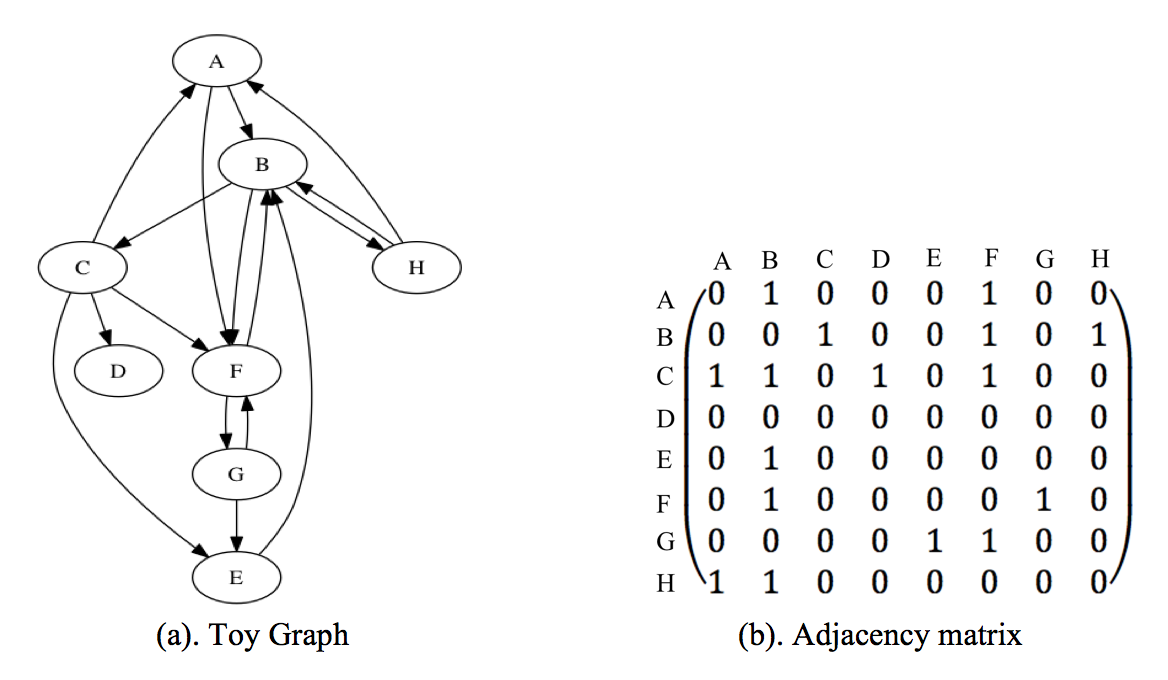 A
B
C
H
D
F
G
E
(a). Toy Graph
A B C D E F G H
A 0 1 0 0 0 1 0 0
B 0 0 1 0 0 1 0 1
C 1 1 0 1 0 1 0 0
D 0 0 0 0 0 0 0 0
E 0 1 0 0 0 0 0 0
F 0 1 0 0 0 0 1 0
G 0 0 0 0 1 1 0 0
H 1 1 0 0 0 0 0 0
(b). Adjacency matrix